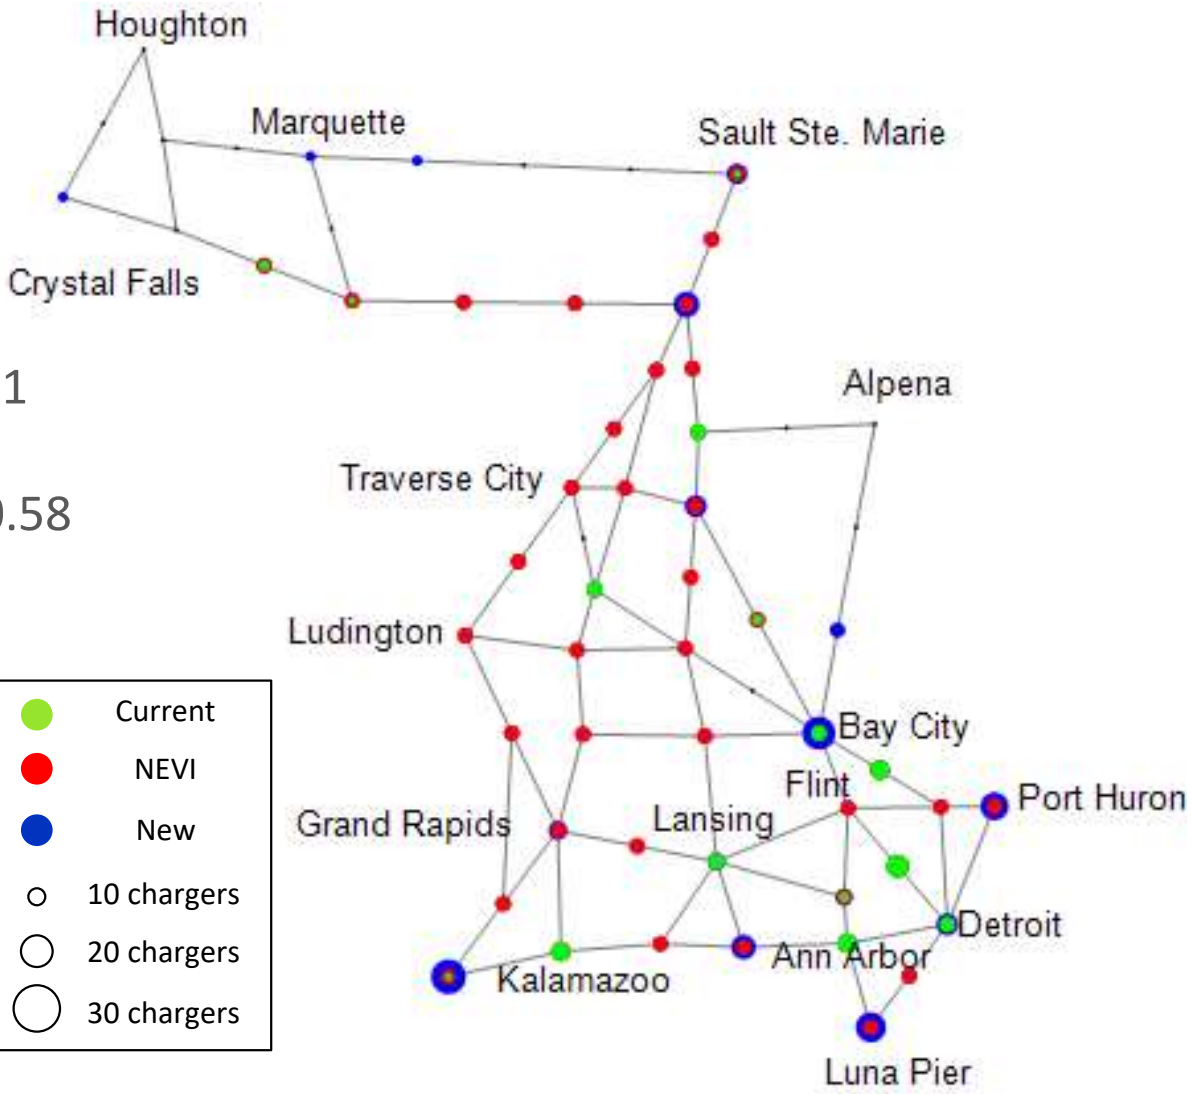 Houghton
Marquette
Sault Ste. Marie
Crystal Falls
1
Alpena
Traverse City
0.58
Ludington
Current
NEVI
New
10 chargers
20 chargers
30 chargers
Bay City
Flint
Port Huron
Grand Rapids
Lansing
Detroit
Ann Arbor
Kalamazoo
Luna Pier